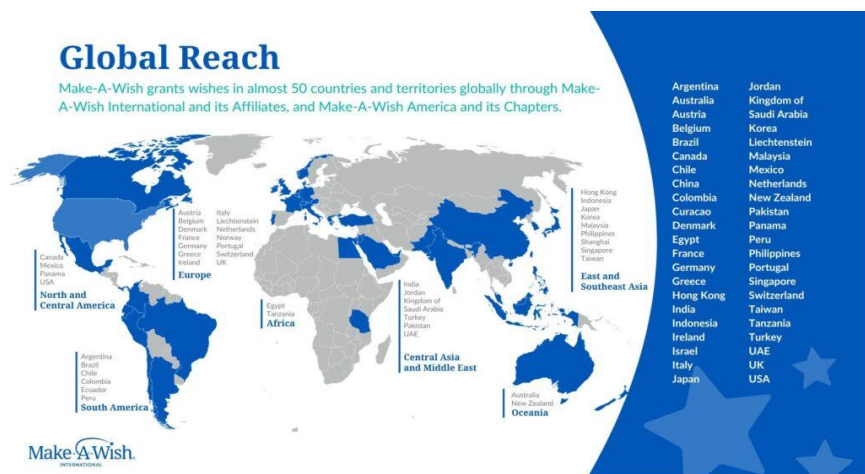 Global Reach
Make-A-Wish grants wishes in almost 50 countries and territories globally through Make-
A-Wish International and its Affiliates, and Make-A-Wish America and its Chapters.
Canada
Mexico
Panama
USA
North and
Central America
Austria
Belgium
Denmark
France
Germany
Greece
Ireland
Italy
Liechtenstein
Netherlands
Norway
Portugal
Switzerland
UK
Europe
Argentina
Brazil
Chile
Colombia
Ecuador
Peru
South America
Egypt
Tanzania
Africa
India
Jordan
Kingdom of
Saudi Arabia
Turkey
Pakistan
UAE
Central Asia
and Middle East
Hong Kong
Indonesia
Japan
Korea
Malaysia
Philippines
Shanghai
Singapore
Taiwan
East and
Southeast Asia
Australia
New Zealand
Oceania
Argentina
Australia
Austria
Belgium
Brazil
Canada
Chile
China
Colombia
Curacao
Denmark
Egypt
France
Germany
Greece
Hong Kong
India
Indonesia
Ireland
Israel
Italy
Japan
Jordan
Kingdom of
Saudi Arabia
Korea
Liechtenstein
Malaysia
Mexico
Netherlands
New Zealand
Pakistan
Panama
Peru
Philippines
Portugal
Singapore
Switzerland
Taiwan
Tanzania
Turkey
UAE
UK
USA
Make-A-Wish.
INTERNATIONAL